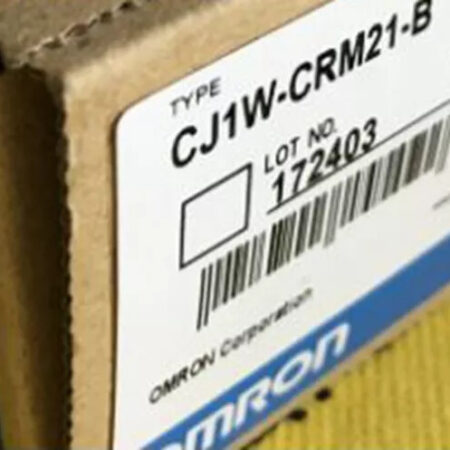 TYPE
CJ1W-CRM21-B
LOT NO.
172403
OMRON Corporation
OMRON